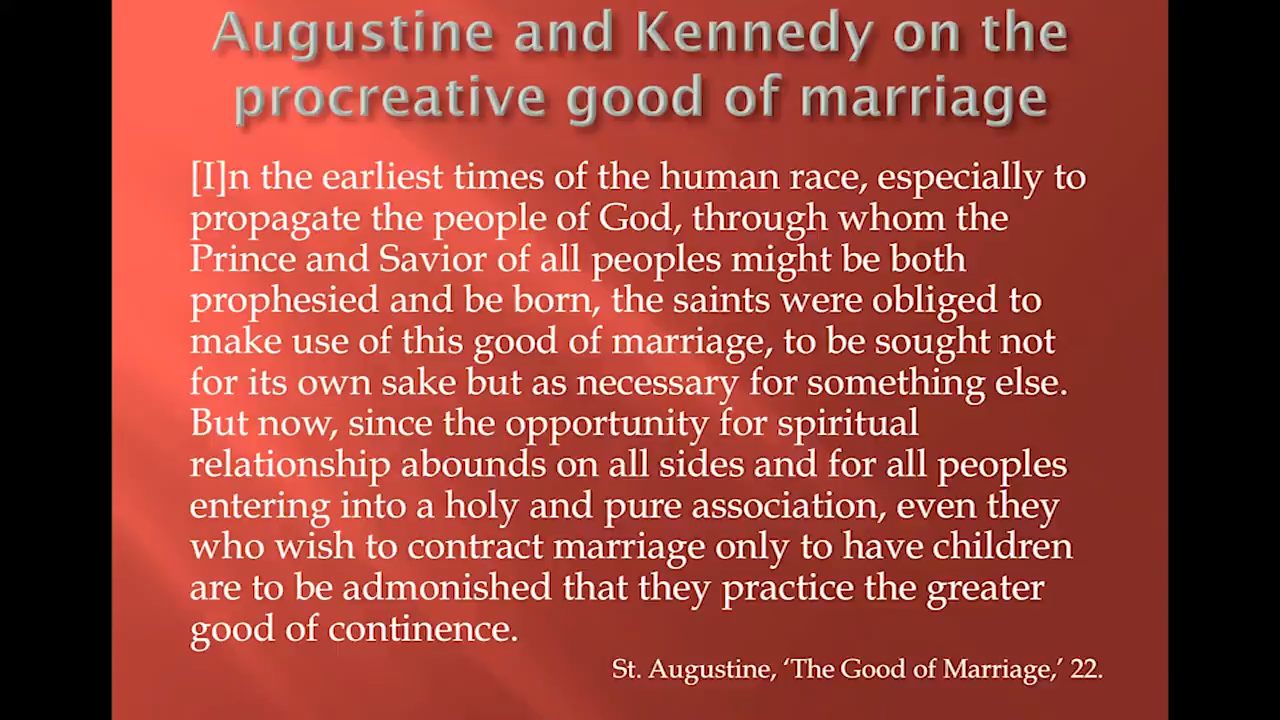 Augustine and Kennedy on the
procreative good of marriage
[I]n the earliest times of the human race, especially to
propagate the people of God, through whom the
Prince and Savior of all peoples might be both
prophesied and be born, the saints were obliged to
make use of this good of marriage, to be sought not
for its own sake but as necessary for something else.
But now, since the opportunity for spiritual
relationship abounds on all sides and for all peoples
entering into a holy and pure association, even they
who wish to contract marriage only to have children
are to be admonished that they practice the greater
good of continence.
St. Augustine, ‘The Good of Marriage,’ 22.